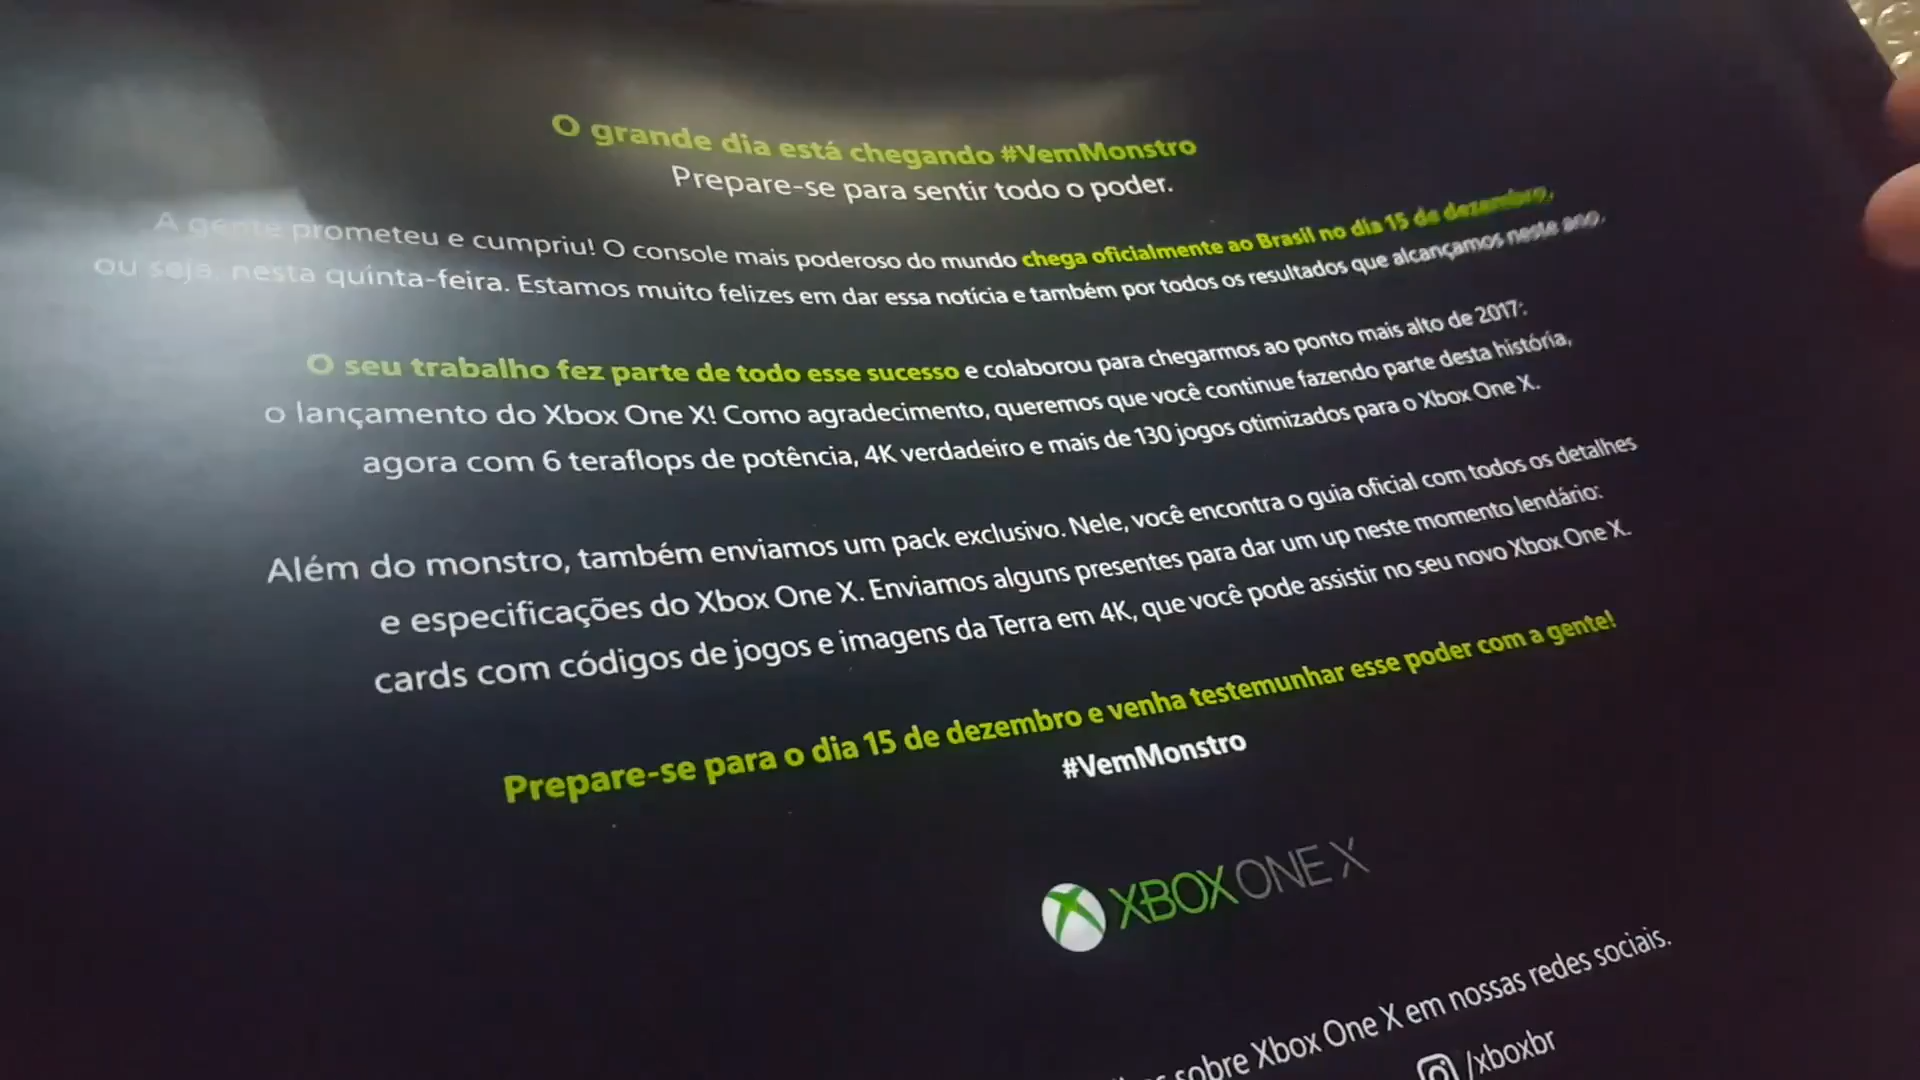 O grande dia está chegando #VemMonstro
Prepare-se para sentir todo o poder.
A gente prometeu e cumpriu! O console mais poderoso do mundo chega oficialmente ao Brasil no dia 15 de dezembro,
ou seja, nesta quinta-feira. Estamos muito felizes em dar essa notícia e também por todos os resultados que alcançamos neste ano.
O seu trabalho fez parte de todo esse sucesso e colaborou para chegarmos ao ponto mais alto de 2017:
o lançamento do Xbox One X! Como agradecimento, queremos que você continue fazendo parte desta história,
agora com 6 teraflops de potência, 4K verdadeiro e mais de 130 jogos otimizados para o Xbox One X.
Além do monstro, também enviamos um pack exclusivo. Nele, você encontra o guia oficial com todos os detalhes
e especificações do Xbox One X. Enviamos alguns presentes para dar um up neste momento lendário:
cards com códigos de jogos e imagens da Terra em 4K, que você pode assistir no seu novo Xbox One X.
Prepare-se para o dia 15 de dezembro e venha testemunhar esse poder com a gente!
#VemMonstro
XBOX ONE X
sobre Xbox One X em nossas redes sociais.
/xboxbr